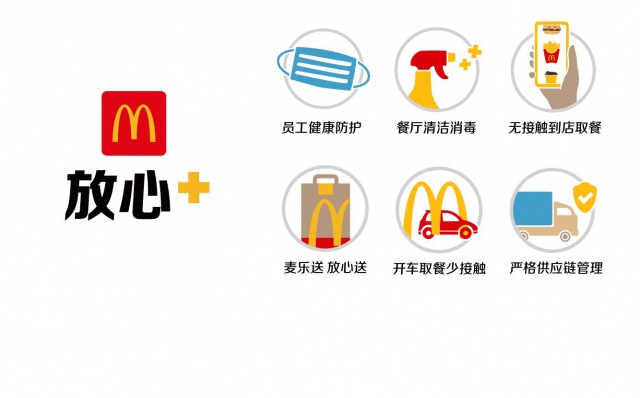 放心+
员工健康防护
餐厅清洁消毒
无接触到店取餐
麦乐送 放心送
开车取餐少接触
严格供应链管理